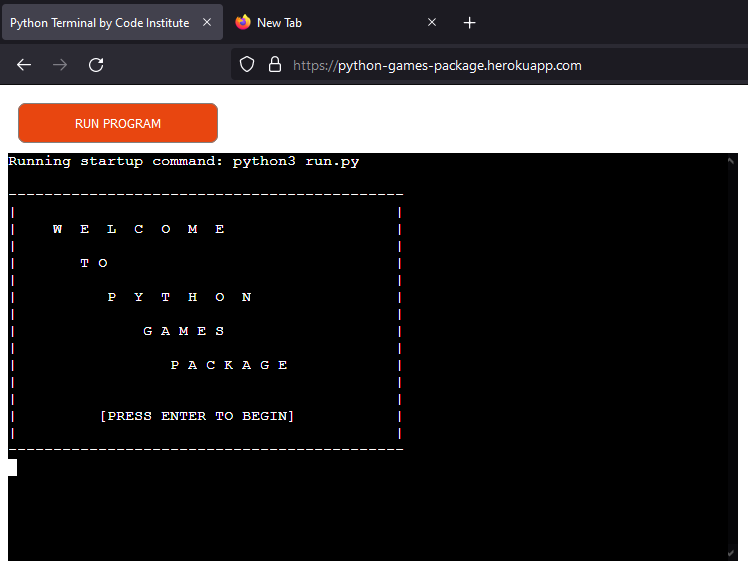 Python Terminal by Code Institute
New Tab
https://python-games-package.herokuapp.com
RUN PROGRAM
Running startup command: python3 run.py
W E L C O M E
T O
P Y T H O N
G A M E S
P A C K A G E
[PRESS ENTER TO BEGIN]